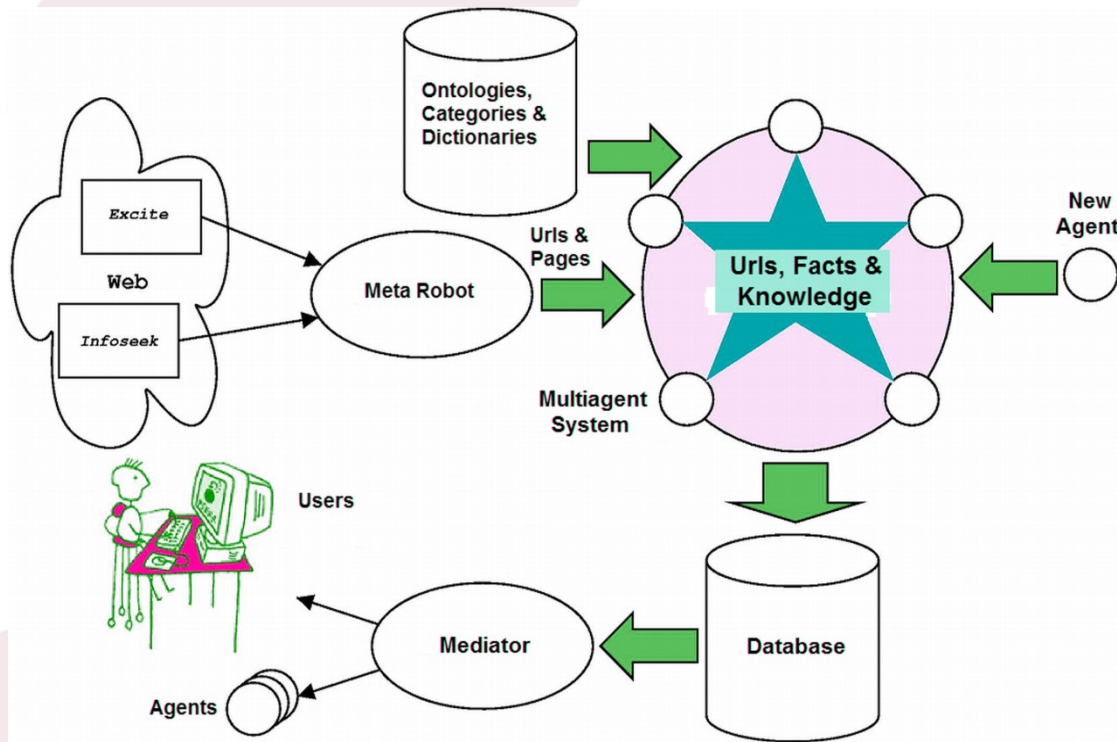 Ontologies,
Categories &
Dictionaries
Excite
Web
Infoseek
Meta Robot
Urls &
Pages
Urls, Facts &
Knowledge
New
Agent
Multiagent
System
Users
Mediator
Database
Agents